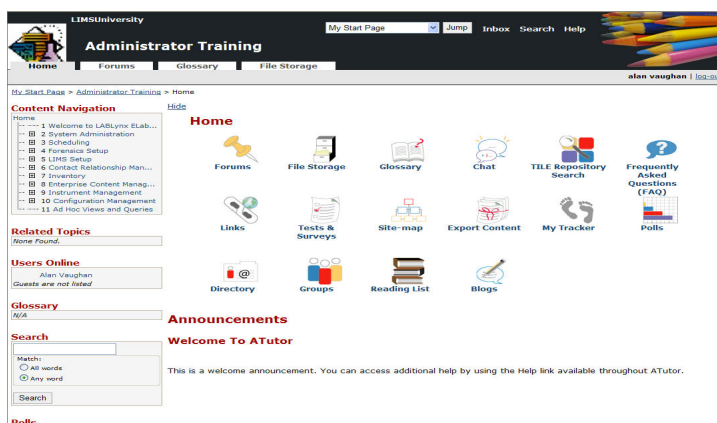 LIMSUniversity
My Start Page Jump Inbox Search Help
Administrator Training
Home Forums Glossary File Storage
alan vaughan | log-ou
My Start Page > Administrator Training > Home
Content Navigation
Home
1 Welcome to LABLynx ELab...
2 System Administration
3 Scheduling
4 Forensics Setup
5 LIMS Setup
6 Contact Relationship Man...
7 Inventory
8 Enterprise Content Manag...
9 Instrument Management
10 Configuration Management
11 Ad Hoc Views and Queries
Related Topics
None Found.
Users Online
Alan Vaughan
Guests are not listed
Glossary
N/A
Search
Match:
All words
Any word
Search
Polls
Hide
Home
Forums File Storage Glossary Chat TILE Repository Search Frequently Asked Questions (FAQ)
Links Tests & Surveys Site-map Export Content My Tracker Polls
Directory Groups Reading List Blogs
Announcements
Welcome To ATutor
This is a welcome announcement. You can access additional help by using the Help link available throughout ATutor.